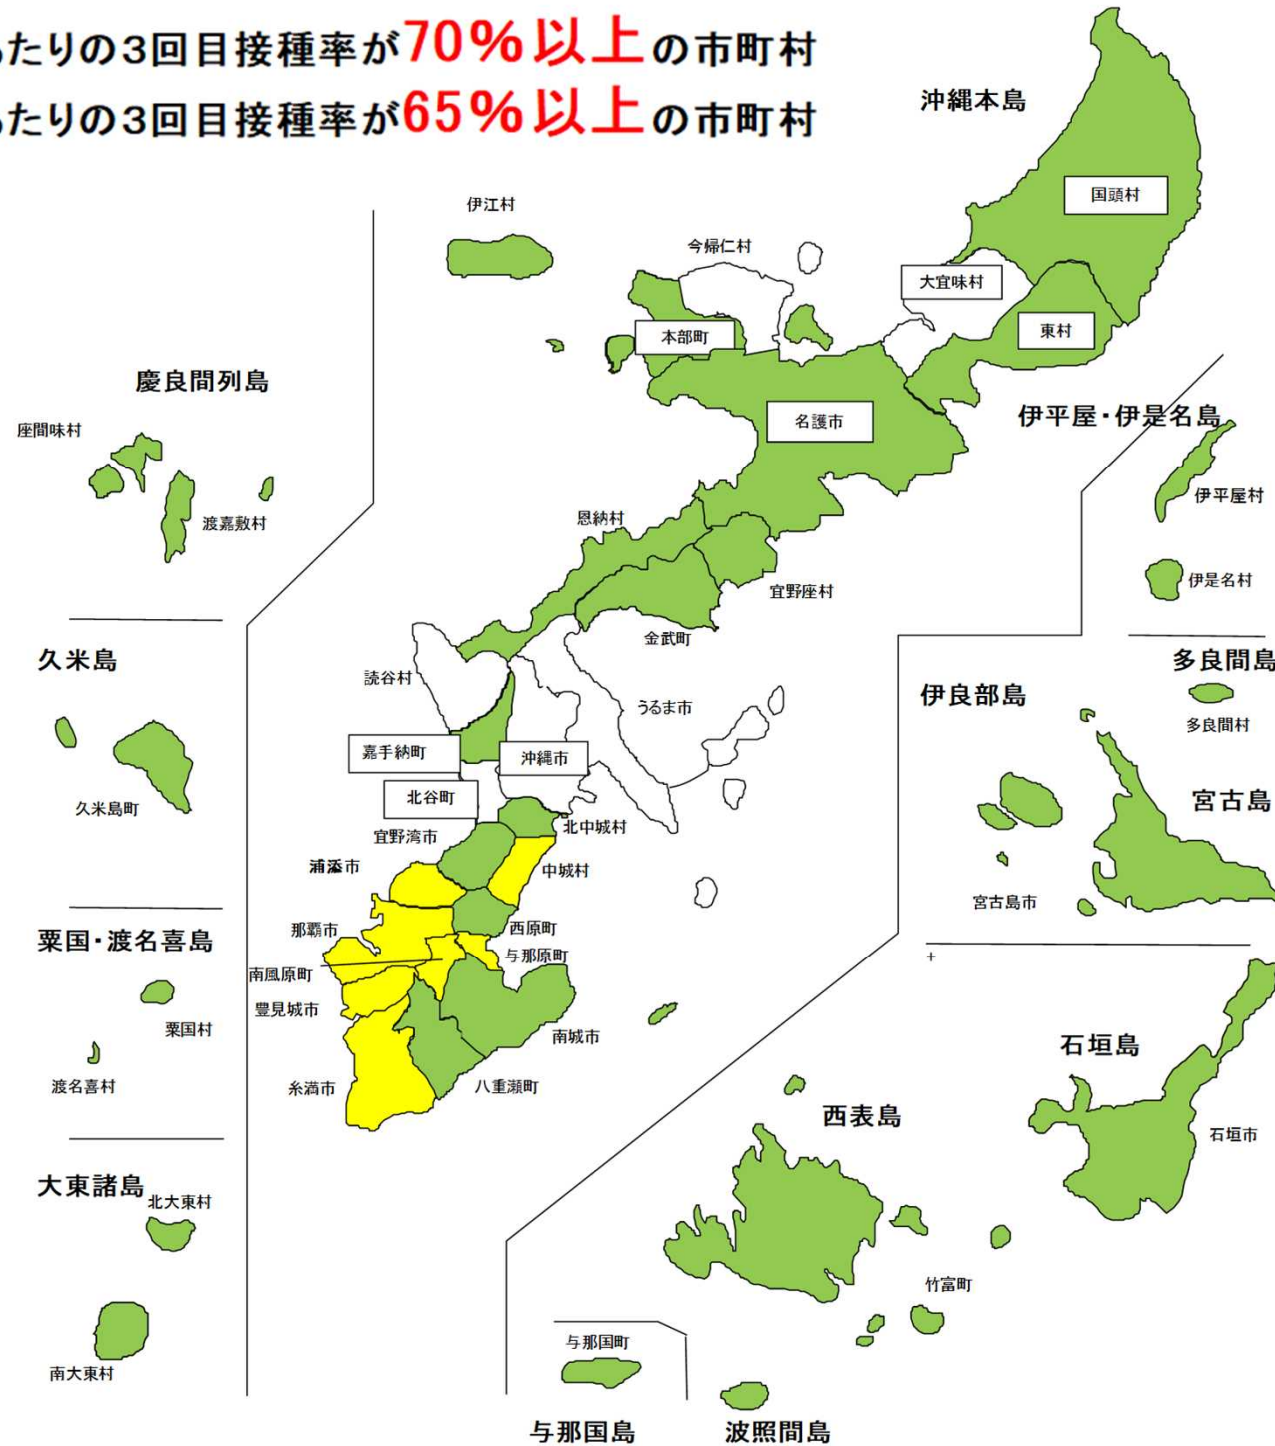 たりの3回目接種率が70%以上の市町村
たりの3回目接種率が65%以上の市町村
沖縄本島
国頭村
伊江村
今帰仁村
大宜味村
東村
本部町
慶良間列島
名護市
伊平屋・伊是名島
座間味村
伊平屋村
渡嘉敷村
恩納村
伊是名村
宜野座村
金武町
久米島
多良間島
読谷村
伊良部島
うるま市
多良間村
嘉手納町
沖縄市
北谷町
宮古島
久米島町
北中城村
宜野湾市
浦添市
中城村
宮古島市
粟国・渡名喜島
那覇市
西原町
与那原町
南風原町
豊見城市
粟国村
南城市
石垣島
渡名喜村
糸満市
八重瀬町
西表島
石垣市
大東諸島
北大東村
竹富町
与那国町
南大東村
与那国島
波照間島